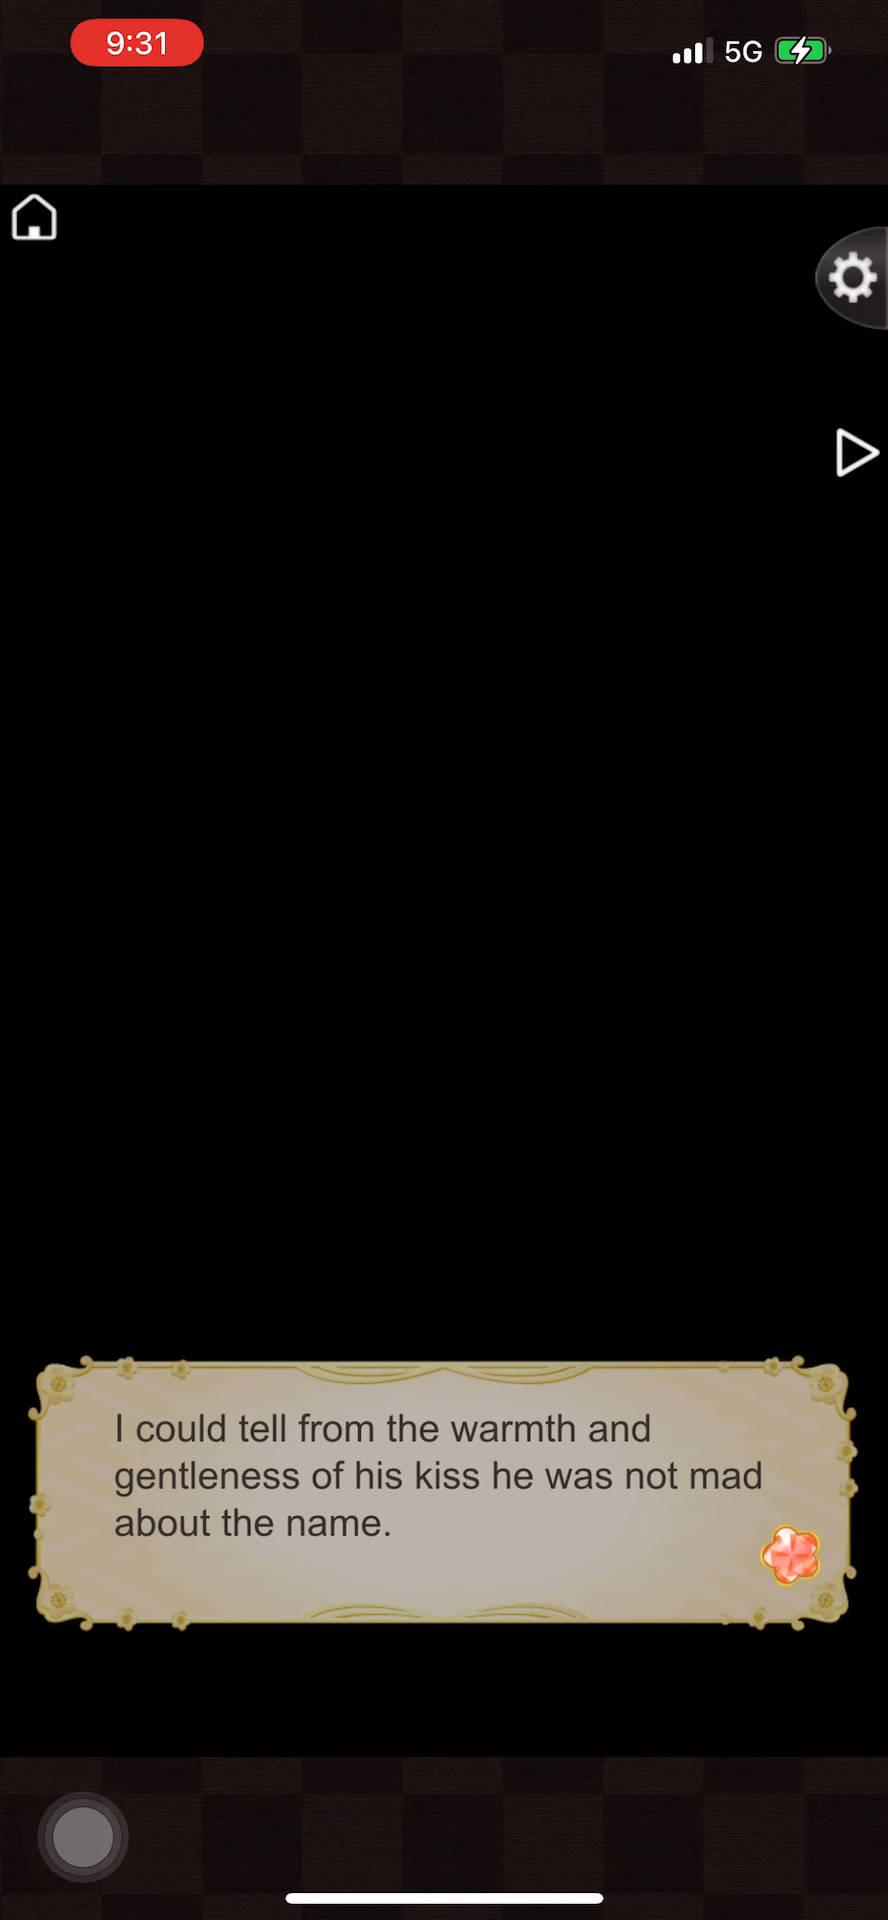 9:31
5G
I could tell from the warmth and
gentleness of his kiss he was not mad
about the name.